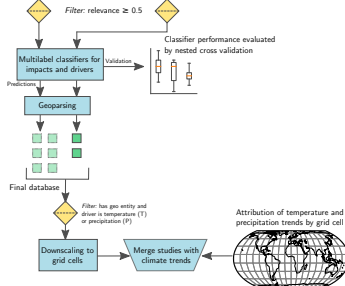 Filter: relevance ≥ 0.5
Classifier performance evaluated
by nested cross validation
Multilabel classifiers for
impacts and drivers
Validation
Predictions
Geoparsing
Final database
Filter: has geo entity and
driver is temperature (T)
or precipitation (P)
Attribution of temperature and
precipitation trends by grid cell
Downscaling to
grid cells
Merge studies with
climate trends